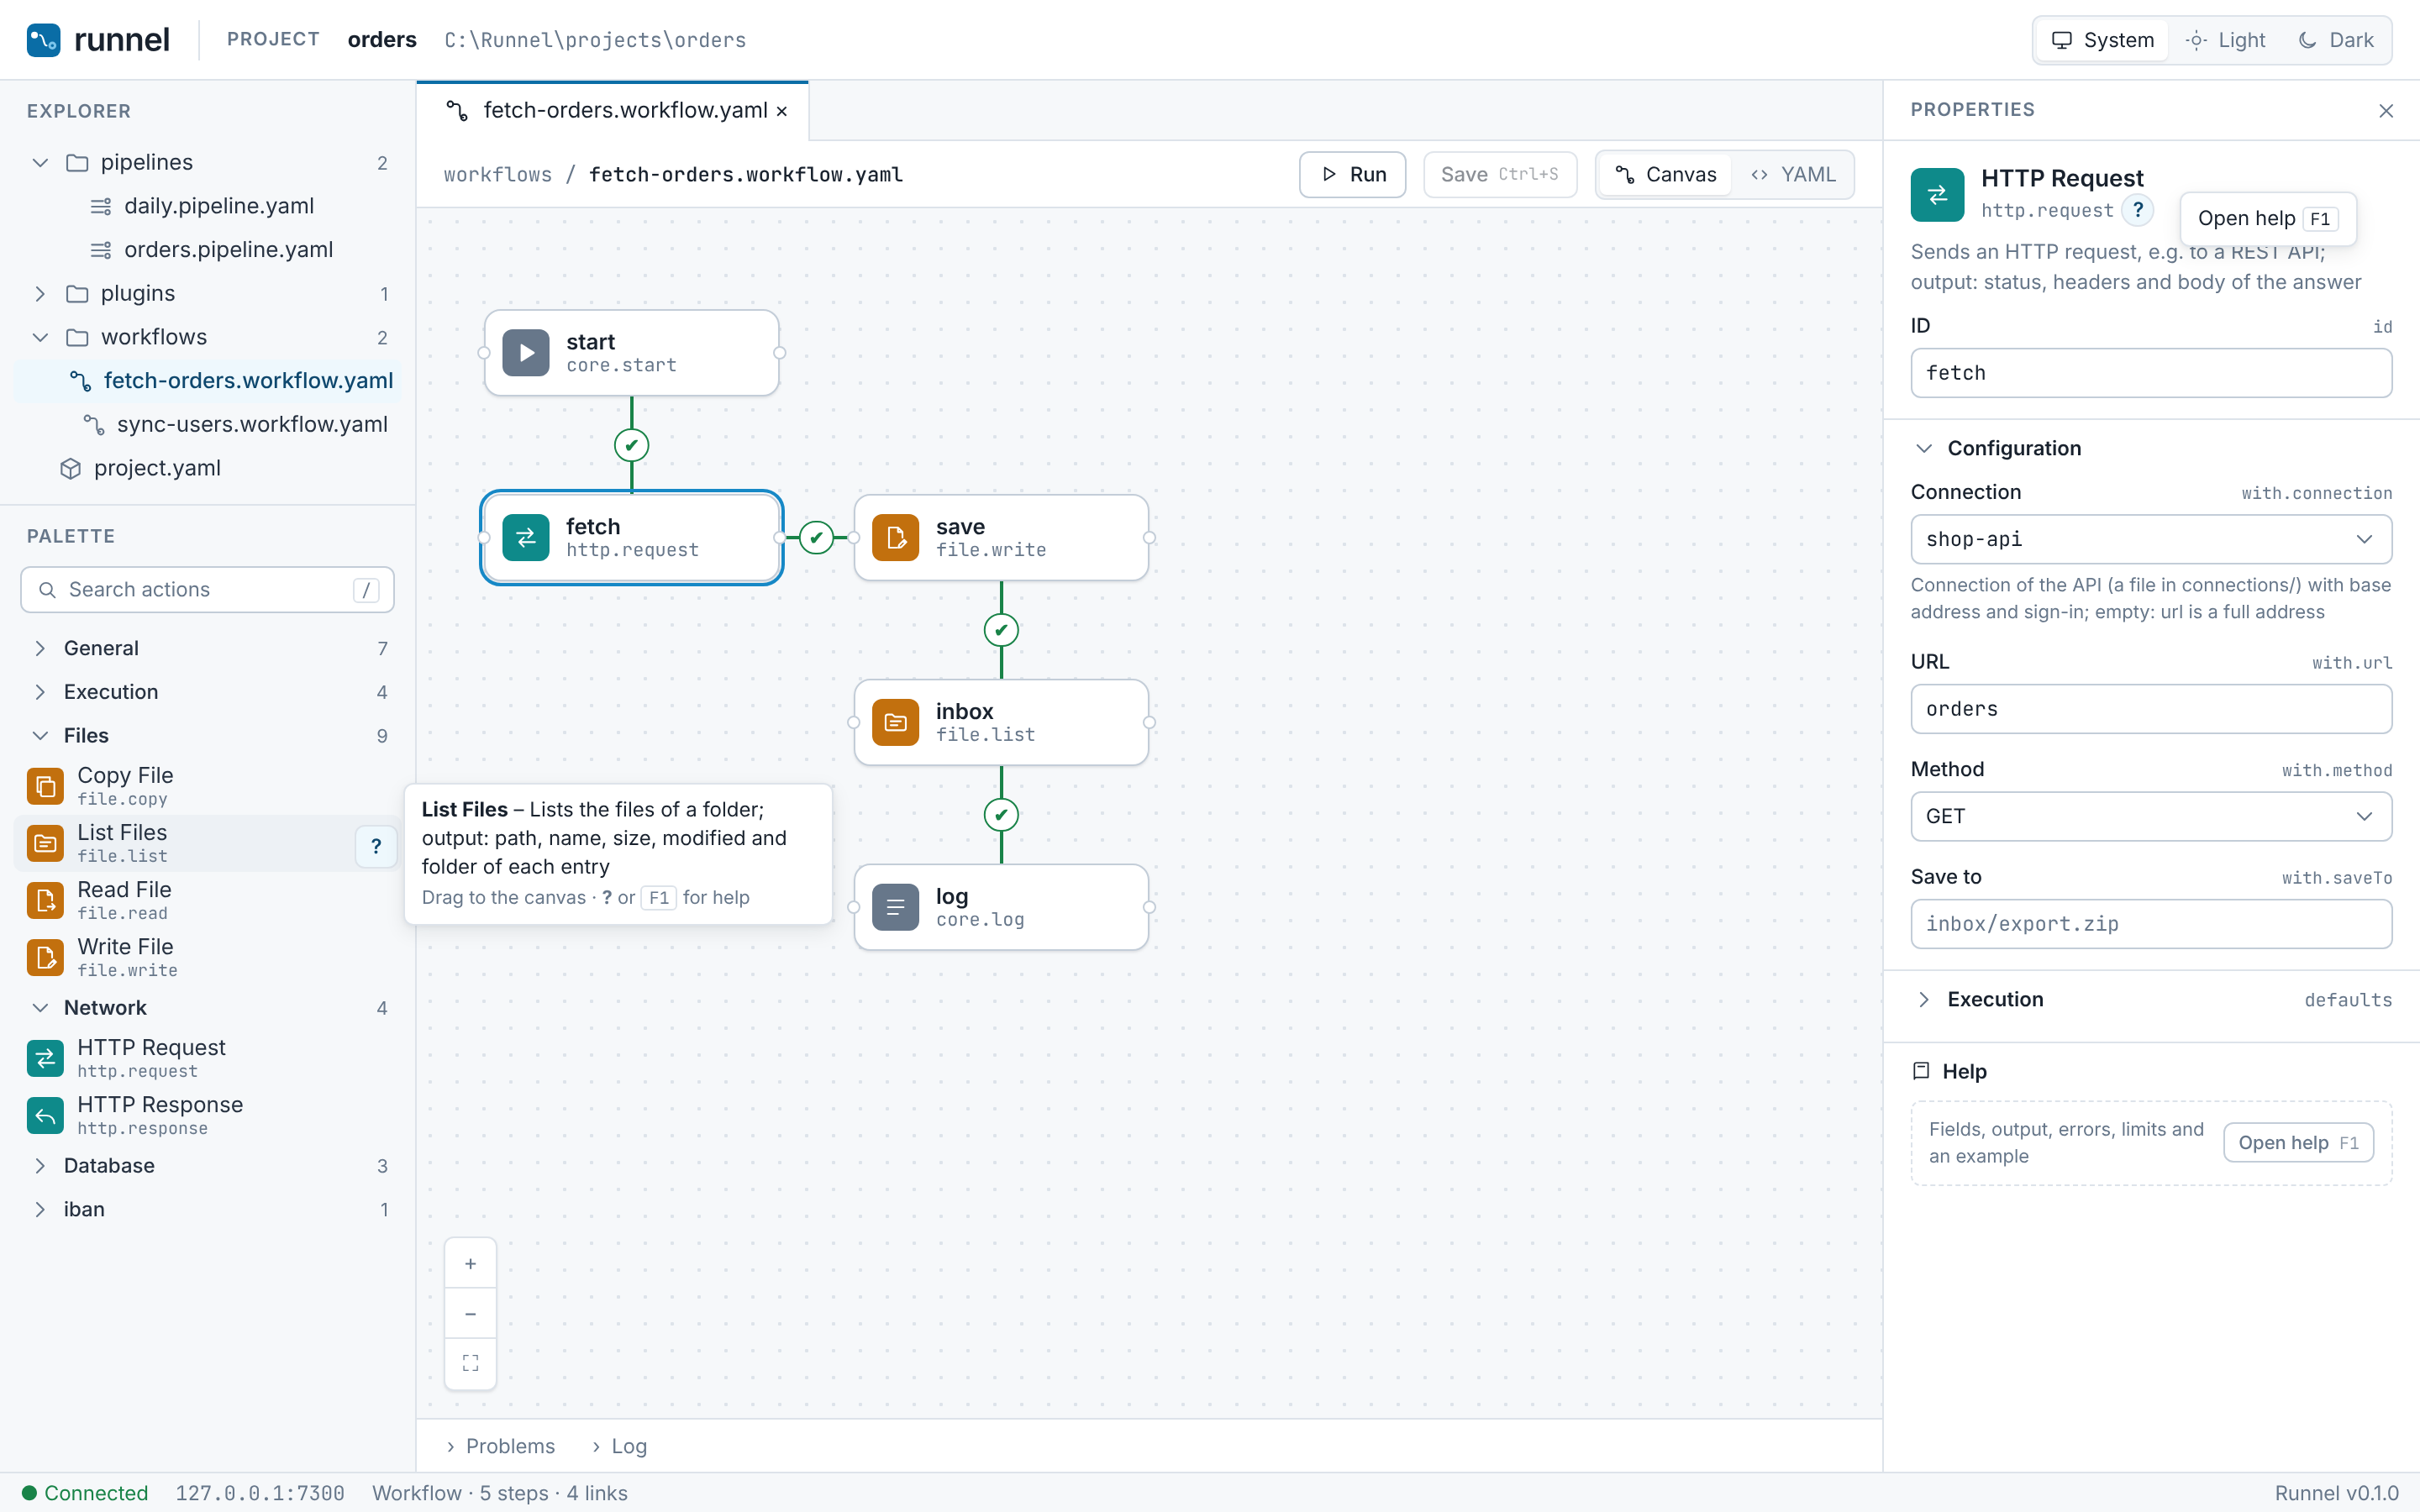 runnel
PROJECT orders C:\Runnel\projects\orders
System Light Dark
EXPLORER
pipelines 2
daily.pipeline.yaml
orders.pipeline.yaml
plugins 1
workflows 2
fetch-orders.workflow.yaml
sync-users.workflow.yaml
project.yaml
PALETTE
Search actions /
General 7
Execution 4
Files 9
Copy File
file.copy
List Files
file.list
?
Read File
file.read
Write File
file.write
Network 4
HTTP Request
http.request
HTTP Response
http.response
Database 3
iban 1
fetch-orders.workflow.yaml ×
workflows / fetch-orders.workflow.yaml
Run
Save Ctrl+S
Canvas
YAML
start
core.start
fetch
http.request
save
file.write
inbox
file.list
log
core.log
List Files – Lists the files of a folder;
output: path, name, size, modified and
folder of each entry
Drag to the canvas · ? or F1 for help
+
−
Problems
Log
PROPERTIES
HTTP Request
http.request ?
Open help F1
Sends an HTTP request, e.g. to a REST API;
output: status, headers and body of the answer
ID id
fetch
Configuration
Connection with.connection
shop-api
Connection of the API (a file in connections/) with base
address and sign-in; empty: url is a full address
URL with.url
orders
Method with.method
GET
Save to with.saveTo
inbox/export.zip
Execution defaults
Help
Fields, output, errors, limits and
an example
Open help F1
Connected 127.0.0.1:7300 Workflow · 5 steps · 4 links
Runnel v0.1.0